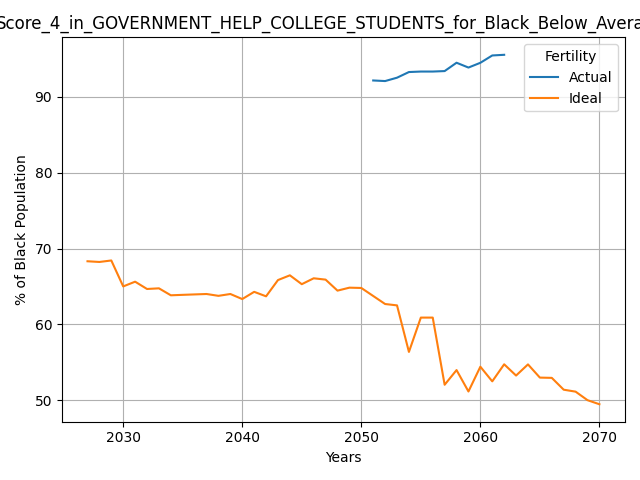 Score_4_in_GOVERNMENT_HELP_COLLEGE_STUDENTS_for_Black_Below_Avera
Fertility
Actual
Ideal
% of Black Population
90
80
70
60
50
2030 2040 2050 2060 2070
Years